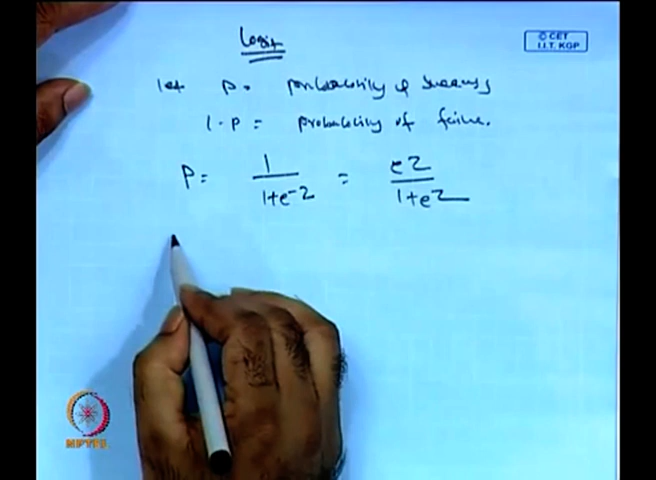 Logit
© CET
I.I.T. KGP
let P = probability of success
1 - P = probability of failure.
P = 1 / 1+e^-z = e^z / 1+e^z
NPTEL